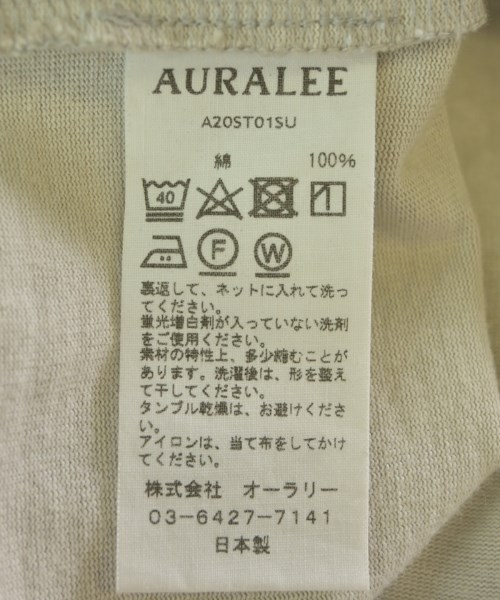 AURALEE
A20ST01SU
綿 100%
40
F W
裏返して、ネットに入れて洗っ
てください。
蛍光増白剤が入っていない洗剤
をご使用ください。
素材の特性上、多少縮むことが
あります。洗濯後は、形を整え
て干してください。
タンブル乾燥は、お避けくださ
い。
アイロンは、当て布をしてかけ
てください。
株式会社 オーラリー
03-6427-7141
日本製